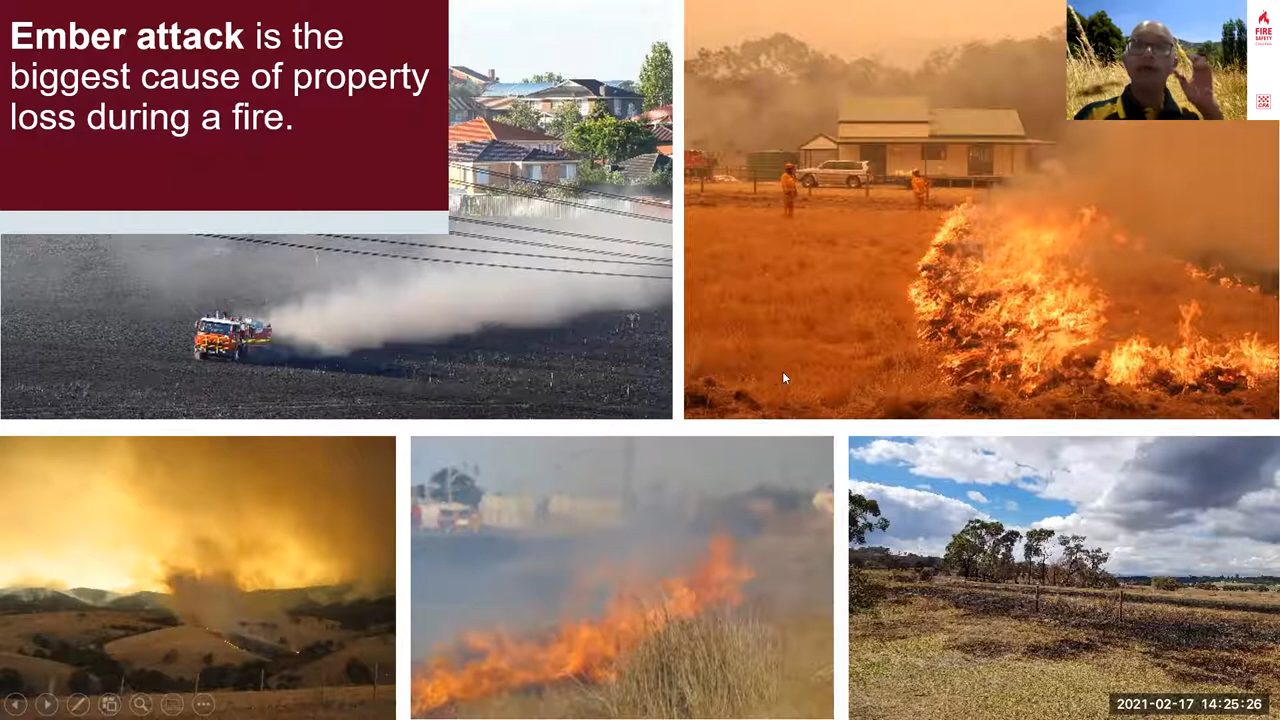 Ember attack is the
biggest cause of property
loss during a fire.
FIRE
SAFETY
CFA
2021-02-17 14:25:26